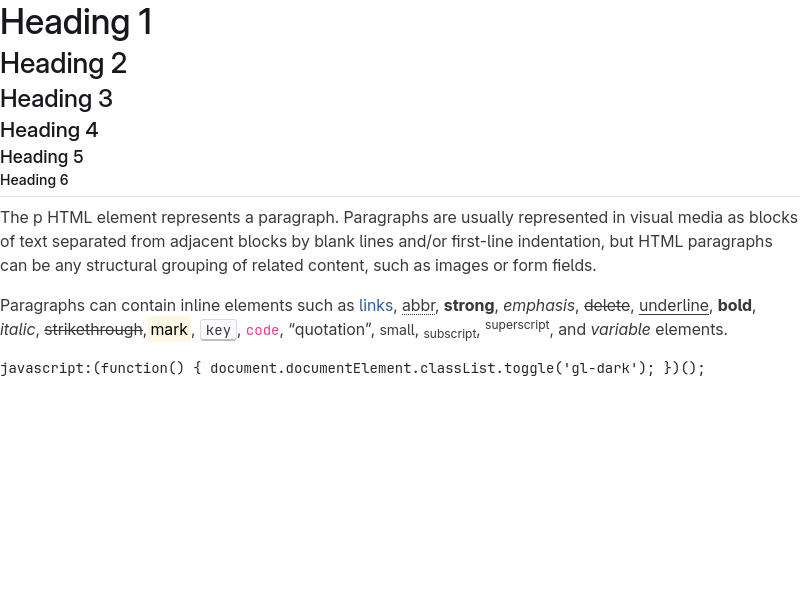 Heading 1
Heading 2
Heading 3
Heading 4
Heading 5
Heading 6
The p HTML element represents a paragraph. Paragraphs are usually represented in visual media as blocks
of text separated from adjacent blocks by blank lines and/or first-line indentation, but HTML paragraphs
can be any structural grouping of related content, such as images or form fields.
Paragraphs can contain inline elements such as links, abbr, strong, emphasis, delete, underline, bold,
italic, strikethrough, mark, key, code, “quotation”, small, subscript, superscript, and variable elements.
javascript:(function() { document.documentElement.classList.toggle('gl-dark'); })();